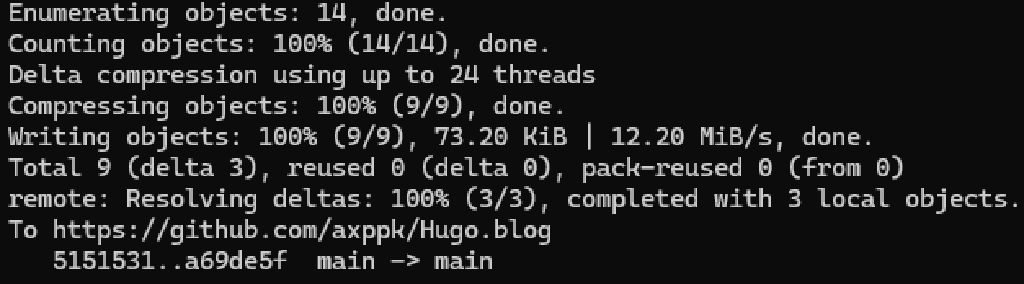 Enumerating objects: 14, done.
Counting objects: 100% (14/14), done.
Delta compression using up to 24 threads
Compressing objects: 100% (9/9), done.
Writing objects: 100% (9/9), 73.20 KiB | 12.20 MiB/s, done.
Total 9 (delta 3), reused 0 (delta 0), pack-reused 0 (from 0)
remote: Resolving deltas: 100% (3/3), completed with 3 local objects.
To https://github.com/axppk/Hugo.blog
   5151531..a69de5f  main -> main